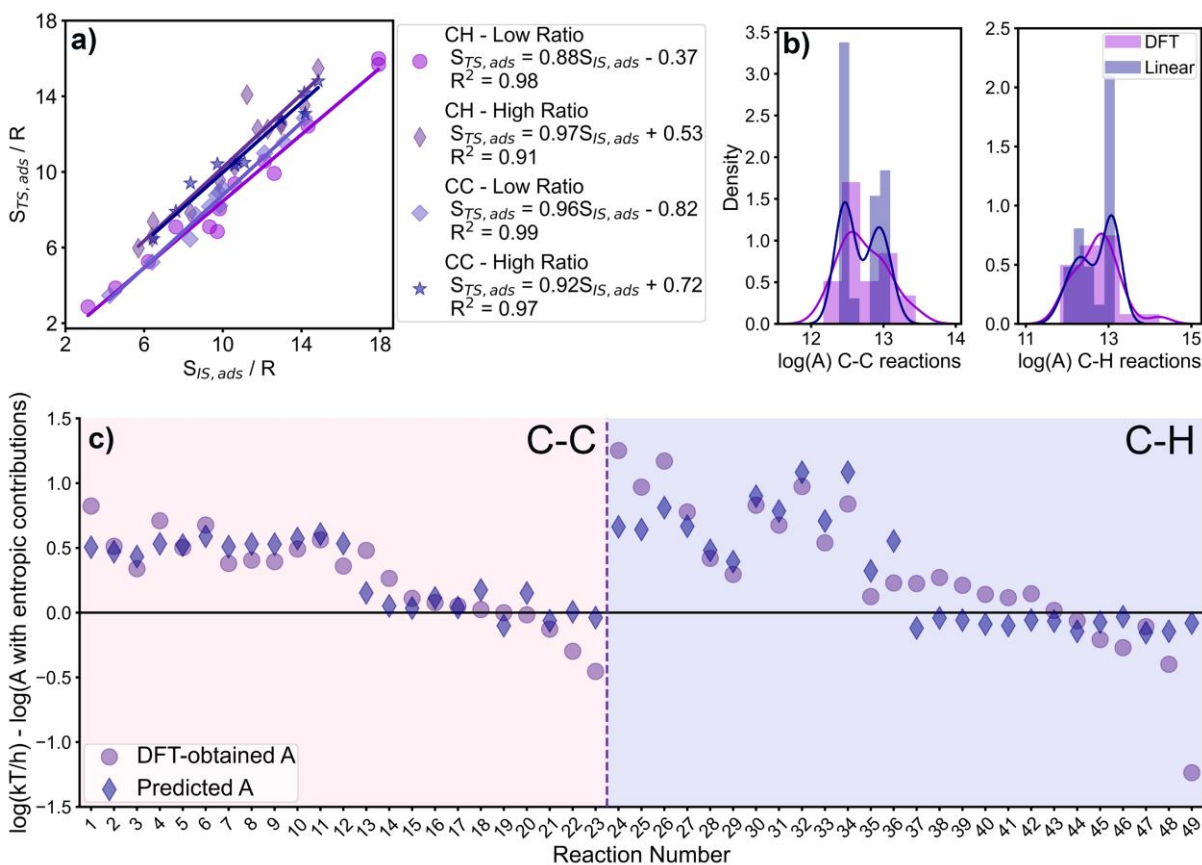 a)
18
14
10
6
2
2 6 10 14 18
S_TS, ads / R
S_IS, ads / R
CH - Low Ratio
S_TS, ads = 0.88S_IS, ads - 0.37
R² = 0.98
CH - High Ratio
S_TS, ads = 0.97S_IS, ads + 0.53
R² = 0.91
CC - Low Ratio
S_TS, ads = 0.96S_IS, ads - 0.82
R² = 0.99
CC - High Ratio
S_TS, ads = 0.92S_IS, ads + 0.72
R² = 0.97
b)
3.5
3.0
2.5
2.0
1.5
1.0
0.5
0.0
Density
12 13 14
log(A) C-C reactions
DFT
Linear
2.5
2.0
1.5
1.0
0.5
0.0
11 13 15
log(A) C-H reactions
c)
C-C
C-H
1.5
1.0
0.5
0.0
−0.5
−1.0
−1.5
log(kT/h) - log(A with entropic contributions)
DFT-obtained A
Predicted A
1 2 3 4 5 6 7 8 9 10 11 12 13 14 15 16 17 18 19 20 21 22 23 24 25 26 27 28 29 30 31 32 33 34 35 36 37 38 39 40 41 42 43 44 45 46 47 48 49
Reaction Number